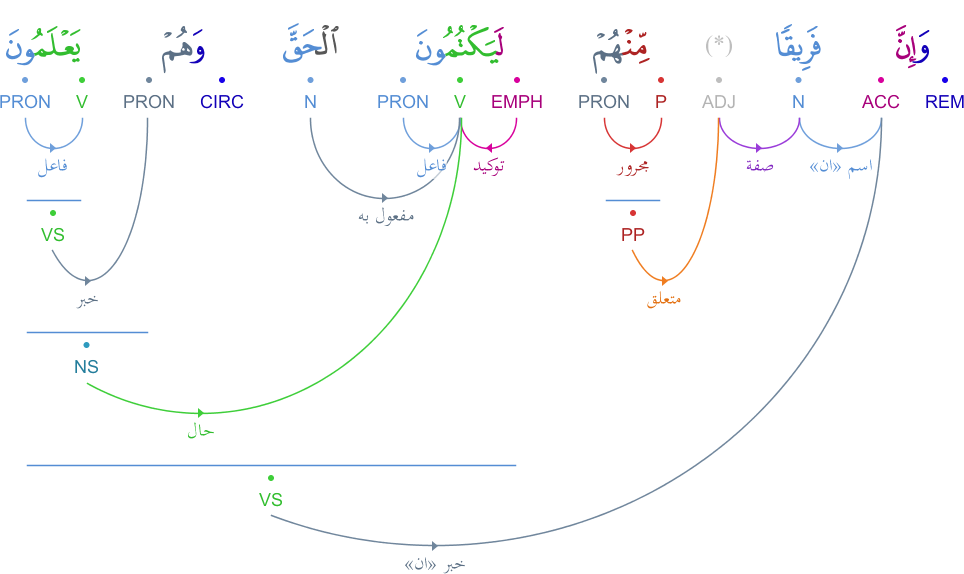 وَإِنَّ فَرِيقًا (*) مِّنْهُمْ لَيَكْتُمُونَ ٱلْحَقَّ وَهُمْ يَعْلَمُونَ
REM ACC N ADJ P PRON EMPH V PRON N CIRC PRON V PRON
اسم «ان» صفة مجرور توكيد فاعل فاعل
مفعول به
PP VS
متعلق خبر
NS
حال
VS
خبر «ان»